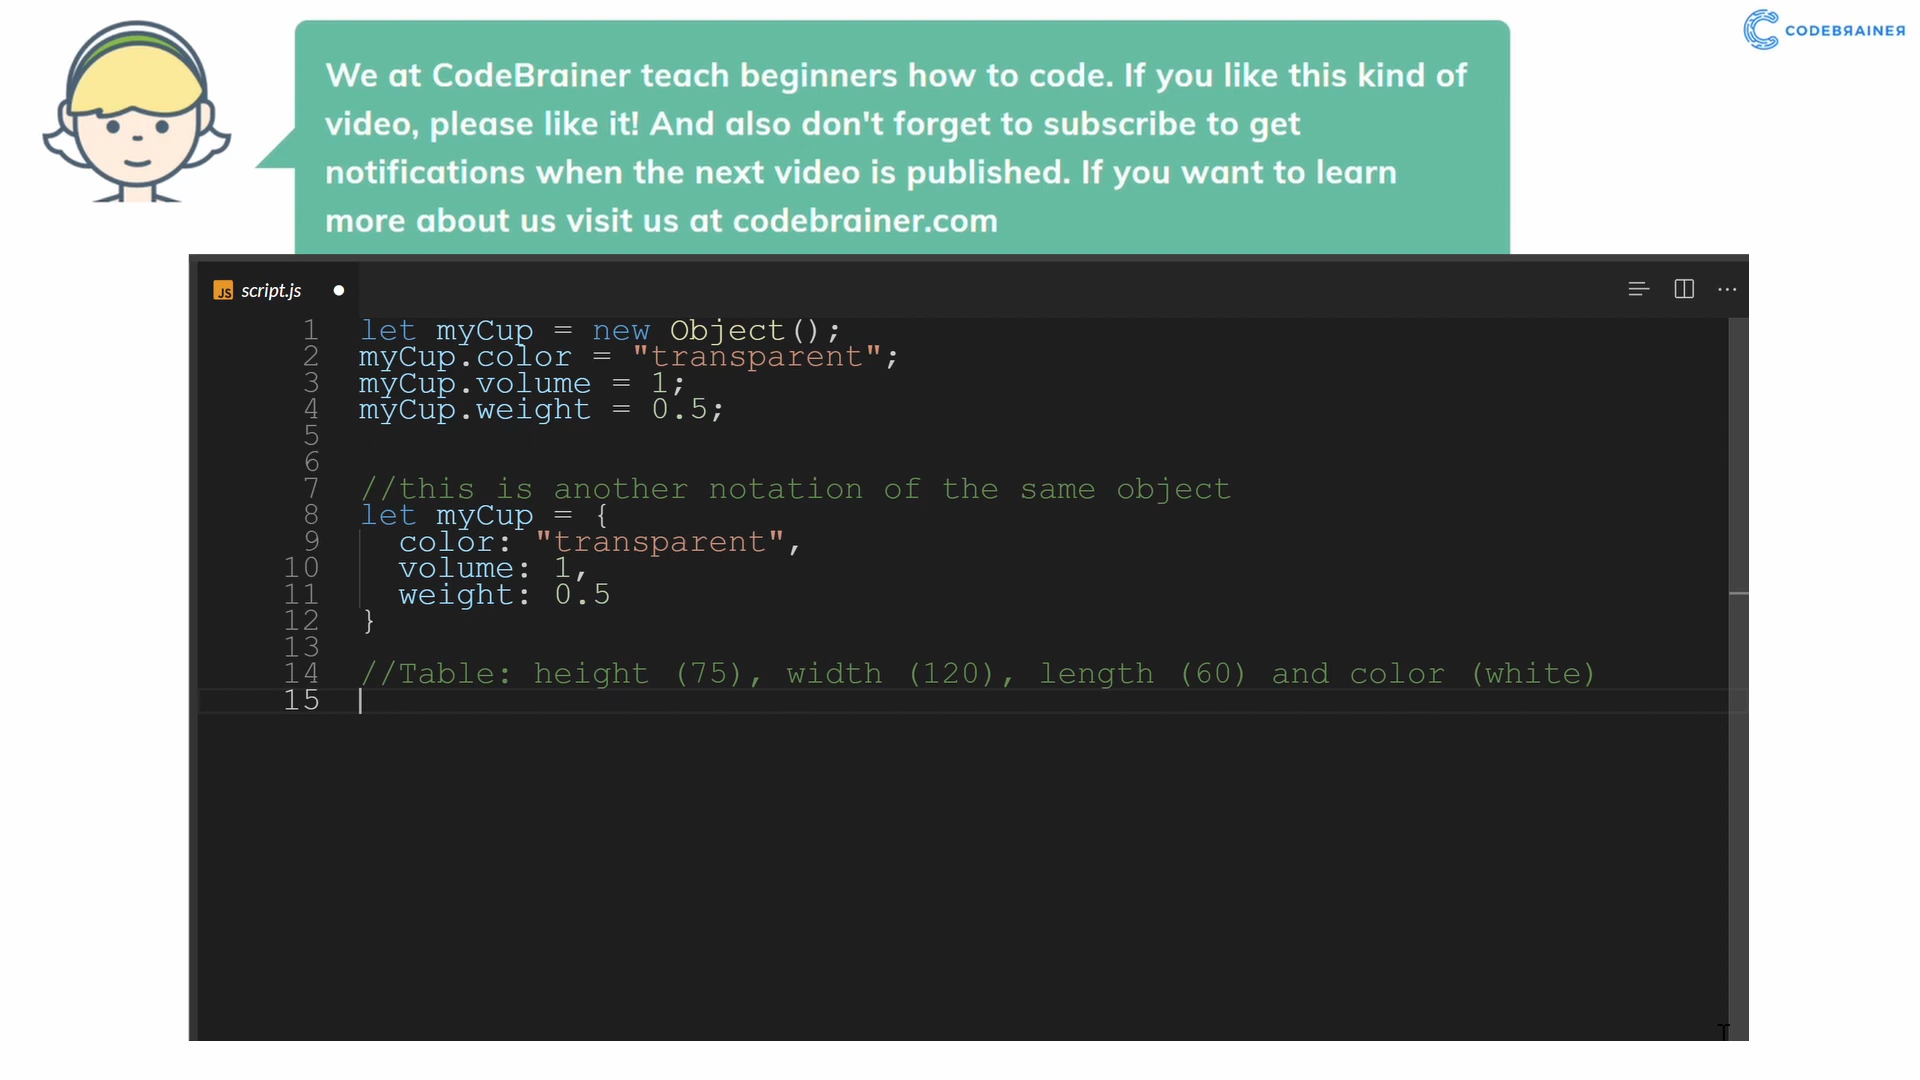 We at CodeBrainer teach beginners how to code. If you like this kind of
video, please like it! And also don't forget to subscribe to get
notifications when the next video is published. If you want to learn
more about us visit us at codebrainer.com
CODEBRAINER
JS script.js
1 let myCup = new Object();
2 myCup.color = "transparent";
3 myCup.volume = 1;
4 myCup.weight = 0.5;
5
6
7 //this is another notation of the same object
8 let myCup = {
9 color: "transparent",
10 volume: 1,
11 weight: 0.5
12 }
13
14 //Table: height (75), width (120), length (60) and color (white)
15